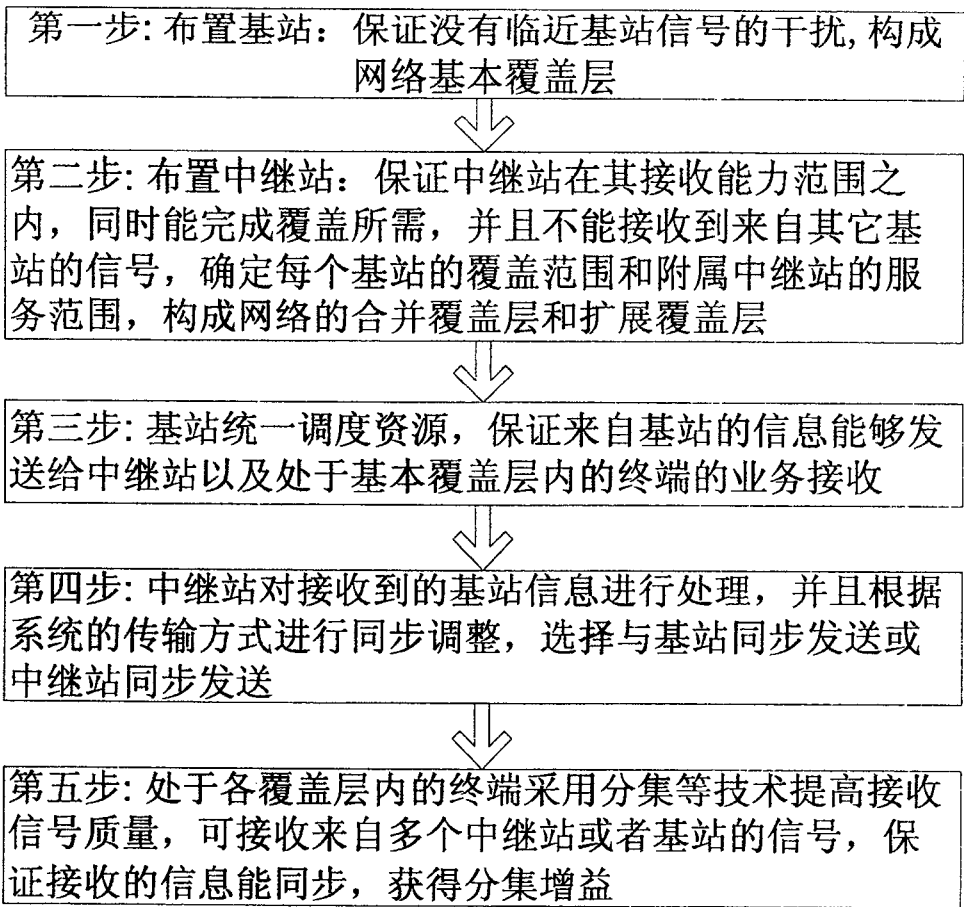 第一步: 布置基站：保证没有临近基站信号的干扰, 构成
网络基本覆盖层
第二步: 布置中继站：保证中继站在其接收能力范围之
内，同时能完成覆盖所需，并且不能接收到来自其它基
站的信号，确定每个基站的覆盖范围和附属中继站的服
务范围，构成网络的合并覆盖层和扩展覆盖层
第三步: 基站统一调度资源，保证来自基站的信息能够发
送给中继站以及处于基本覆盖层内的终端的业务接收
第四步: 中继站对接收到的基站信息进行处理，并且根据
系统的传输方式进行同步调整，选择与基站同步发送或
中继站同步发送
第五步: 处于各覆盖层内的终端采用分集等技术提高接收
信号质量，可接收来自多个中继站或者基站的信号，保
证接收的信息能同步，获得分集增益